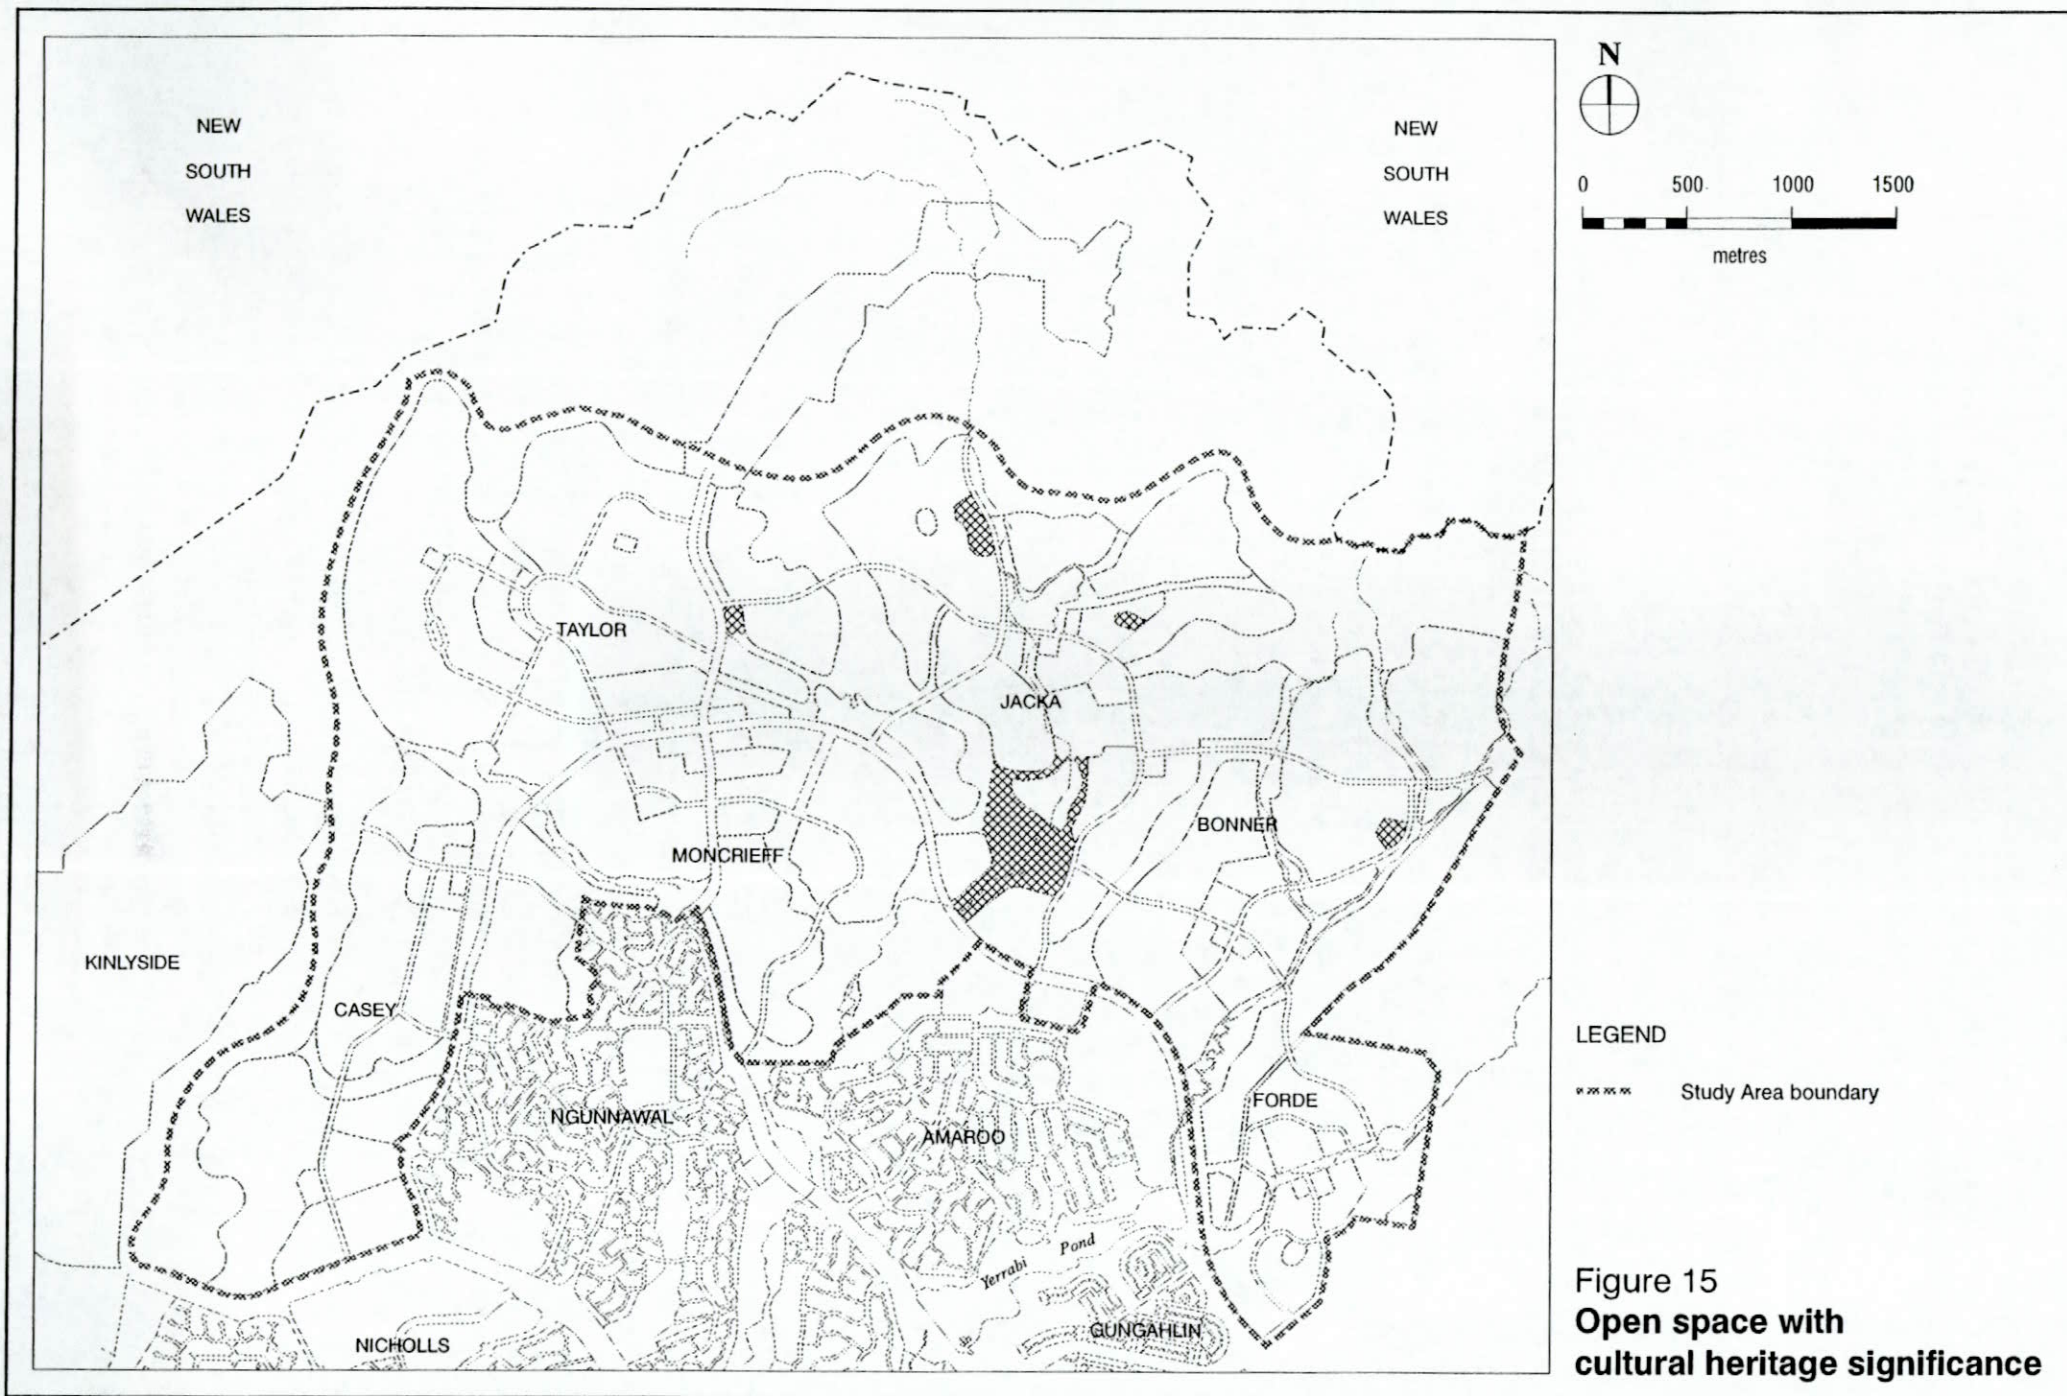 NEW
SOUTH
WALES
NEW
SOUTH
WALES
N
0 500 1000 1500
metres
TAYLOR
JACKA
MONCRIEFF
BONNER
KINLYSIDE
CASEY
NGUNNAWAL
AMAROO
FORDE
Yerrabi Pond
NICHOLLS
GUNGAHLIN
LEGEND
Study Area boundary
Figure 15
Open space with
cultural heritage significance